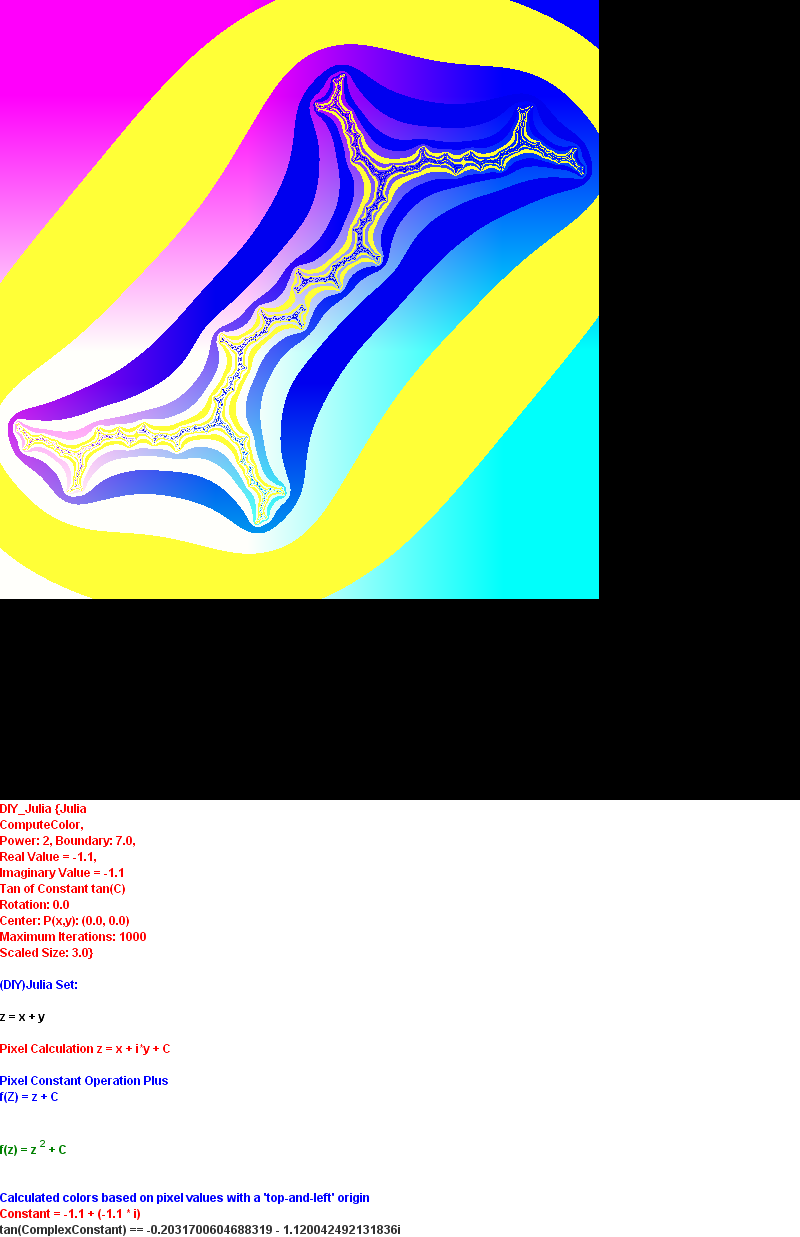 DIY_Julia {Julia
ComputeColor,
Power: 2, Boundary: 7.0,
Real Value = -1.1,
Imaginary Value = -1.1
Tan of Constant tan(C)
Rotation: 0.0
Center: P(x,y): (0.0, 0.0)
Maximum Iterations: 1000
Scaled Size: 3.0}
(DIY)Julia Set:
z = x + y
Pixel Calculation z = x + i*y + C
Pixel Constant Operation Plus
f(Z) = z + C
f(z) = z 2 + C
Calculated colors based on pixel values with a 'top-and-left' origin
Constant = -1.1 + (-1.1 * i)
tan(ComplexConstant) == -0.2031700604688319 - 1.120042492131836i